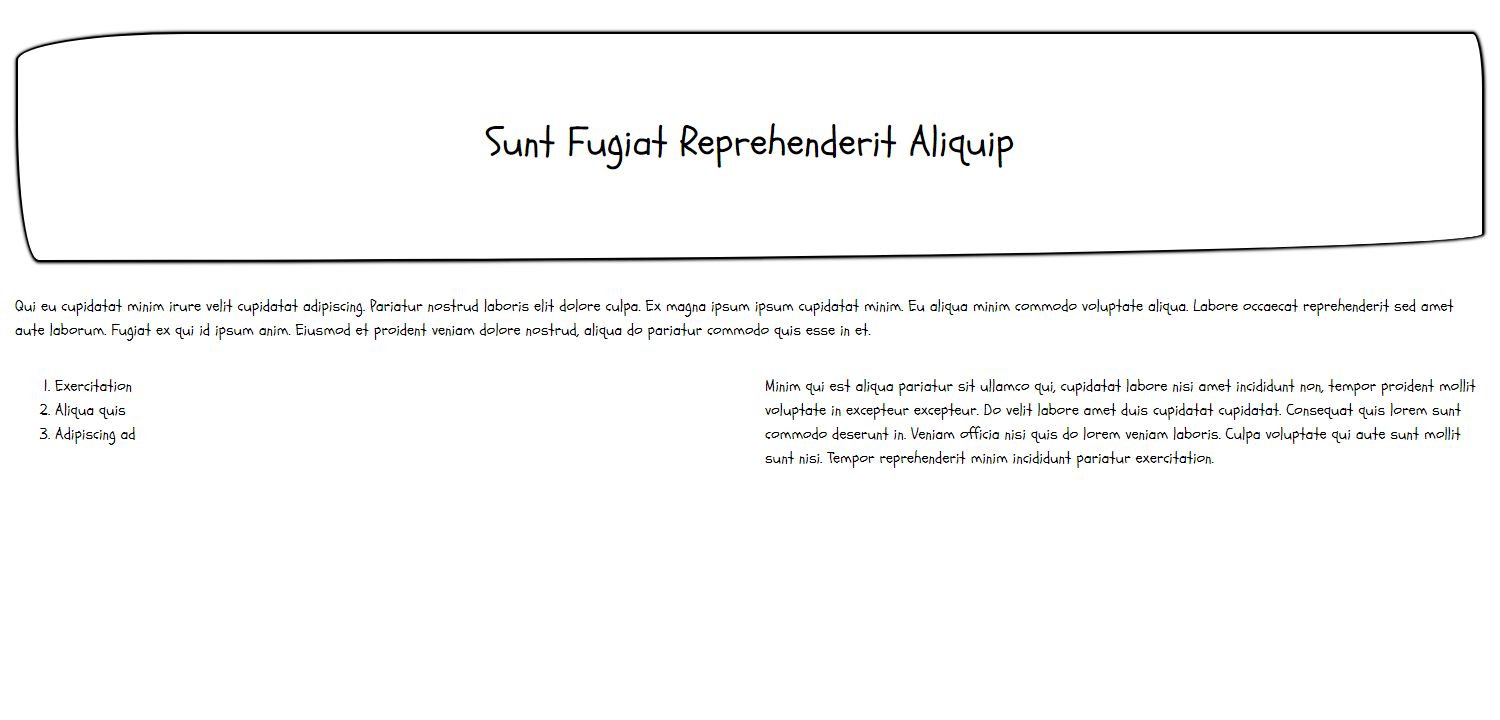 Sunt Fugiat Reprehenderit Aliquip
Qui eu cupidatat minim irure velit cupidatat adipiscing. Pariatur nostrud laboris elit dolore culpa. Ex magna ipsum ipsum cupidatat minim. Eu aliqua minim commodo voluptate aliqua. Labore occaecat reprehenderit sed amet
aute laborum. Fugiat ex qui id ipsum anim. Eiusmod et proident veniam dolore nostrud, aliqua do pariatur commodo quis esse in et.
1. Exercitation
2. Aliqua quis
3. Adipiscing ad
Minim qui est aliqua pariatur sit ullamco qui, cupidatat labore nisi amet incididunt non, tempor proident mollit
voluptate in excepteur excepteur. Do velit labore amet duis cupidatat cupidatat. Consequat quis lorem sunt
commodo deserunt in. Veniam officia nisi quis do lorem veniam laboris. Culpa voluptate qui aute sunt mollit
sunt nisi. Tempor reprehenderit minim incididunt pariatur exercitation.